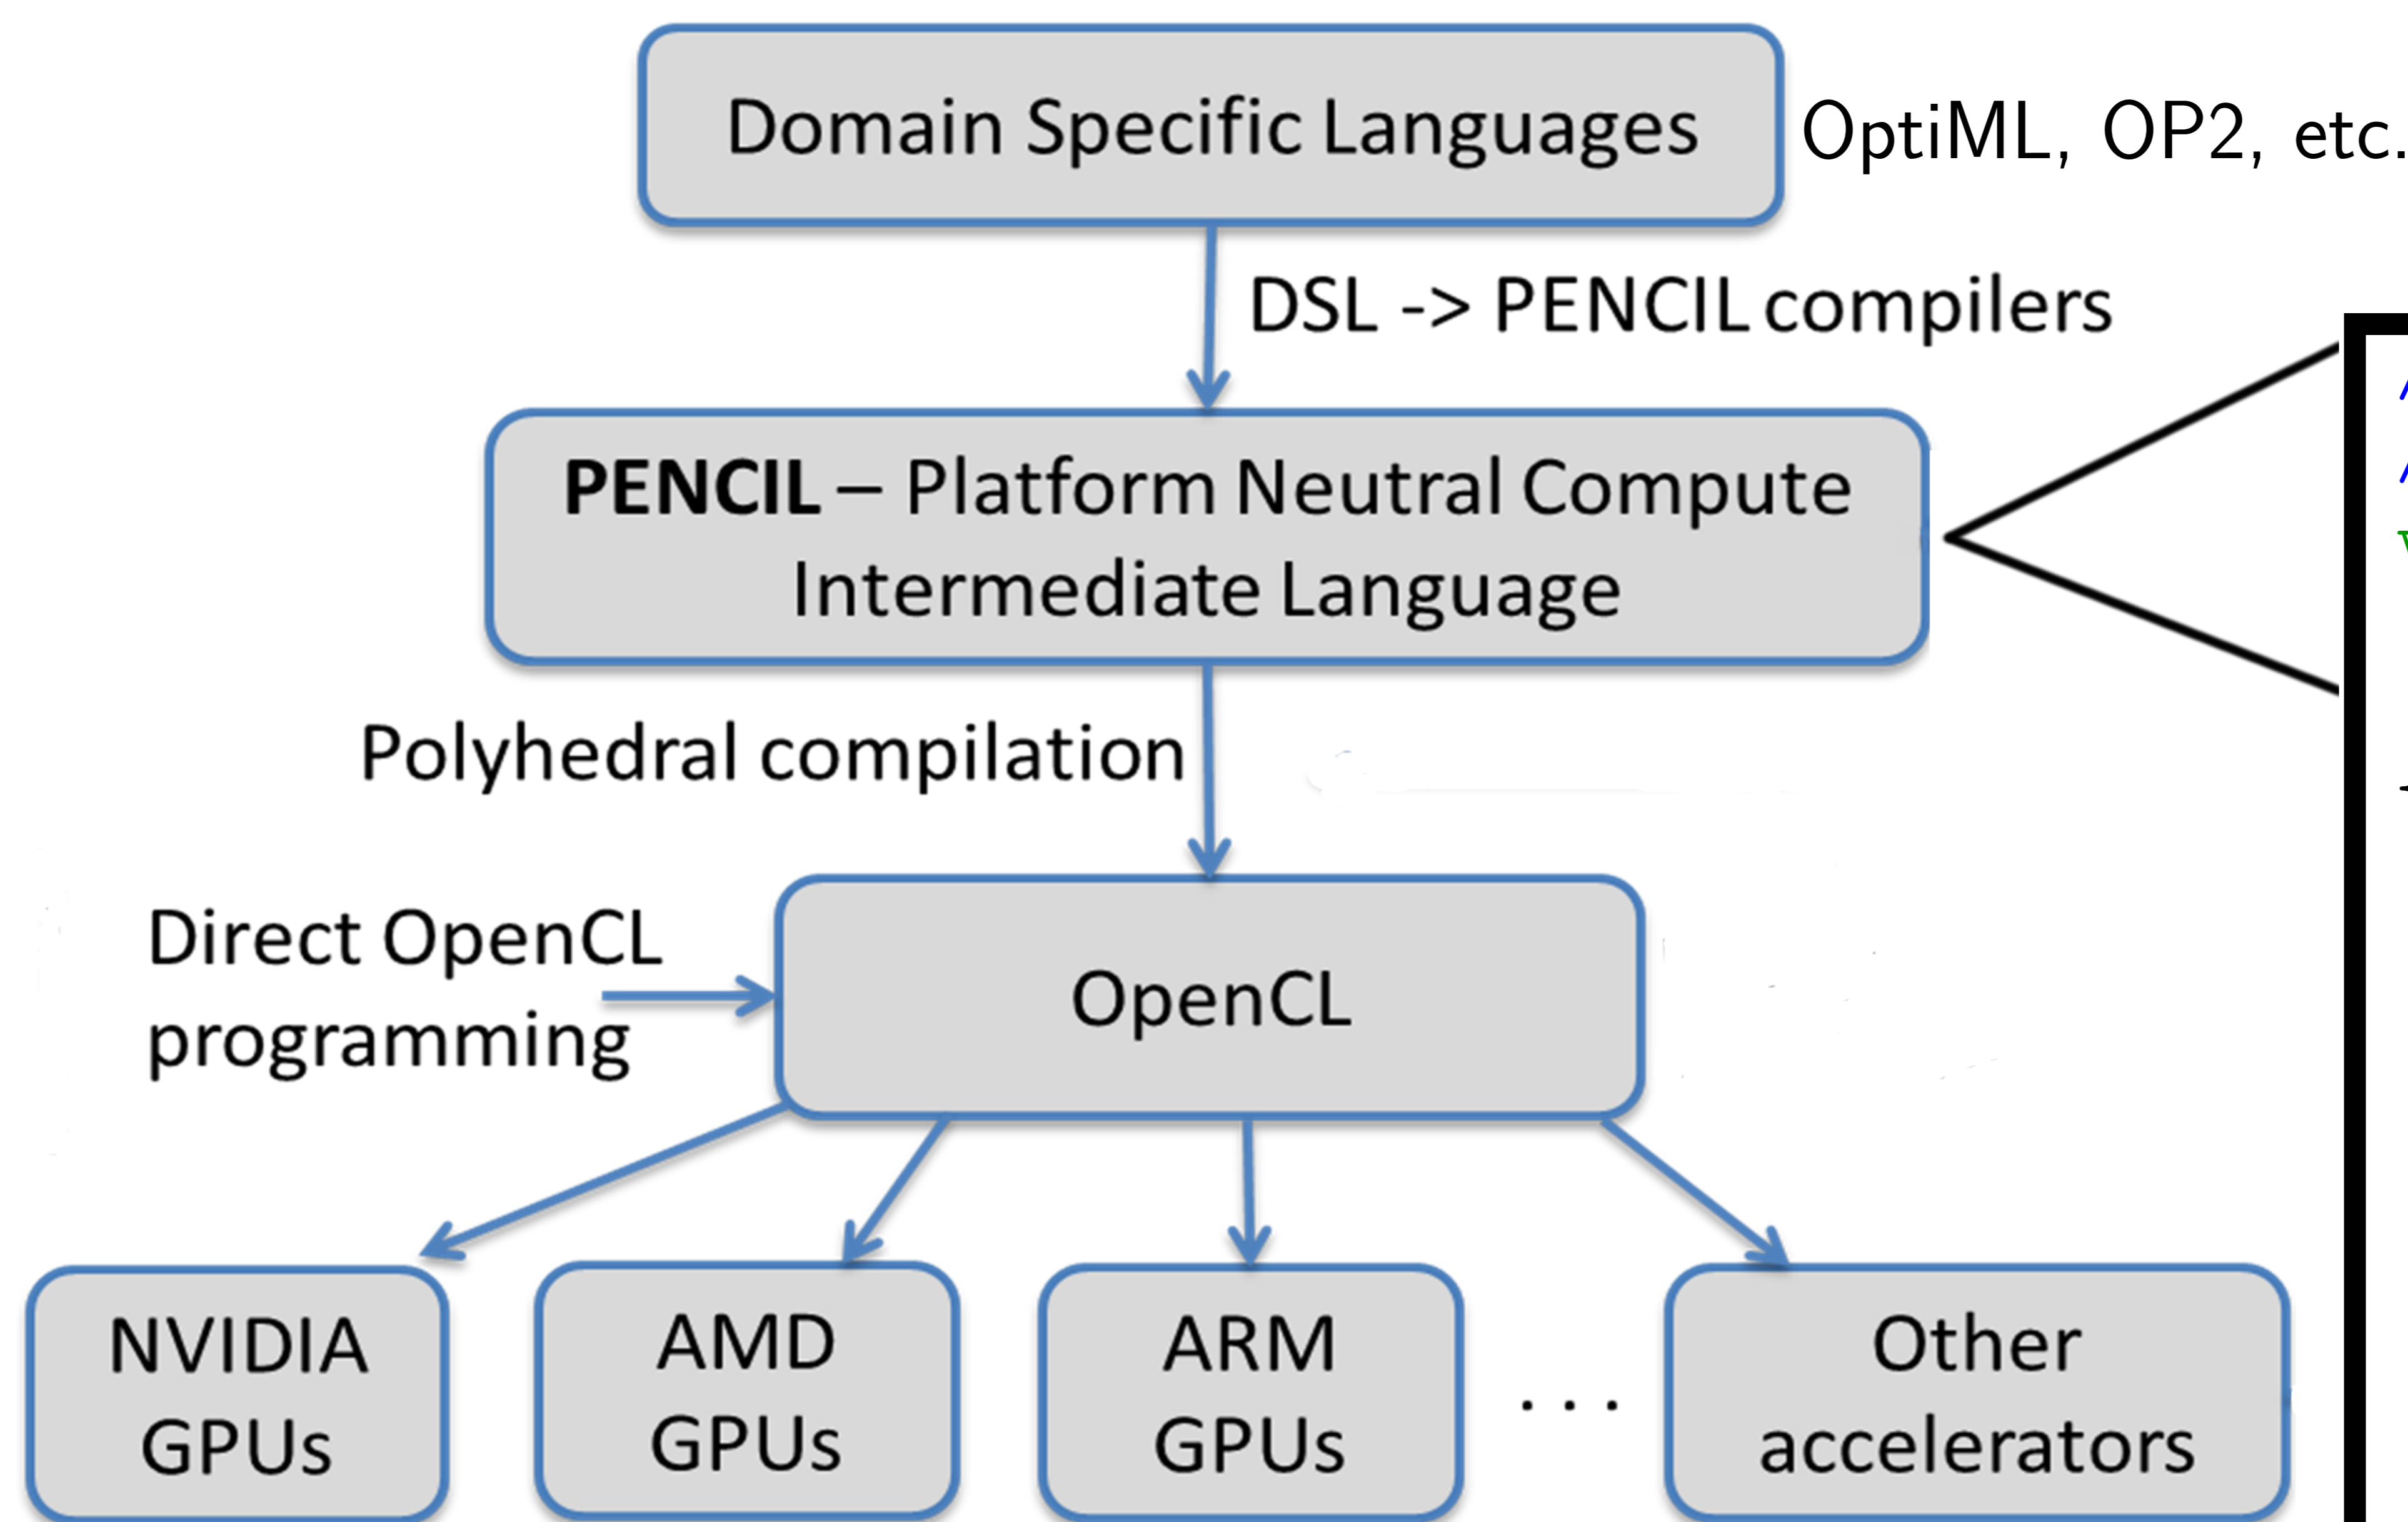 Domain Specific Languages
OptiML, OP2, etc.
DSL -> PENCIL compilers
PENCIL – Platform Neutral Compute
Intermediate Language
Polyhedral compilation
Direct OpenCL
programming
OpenCL
NVIDIA
GPUs
AMD
GPUs
ARM
GPUs
. . .
Other
accelerators